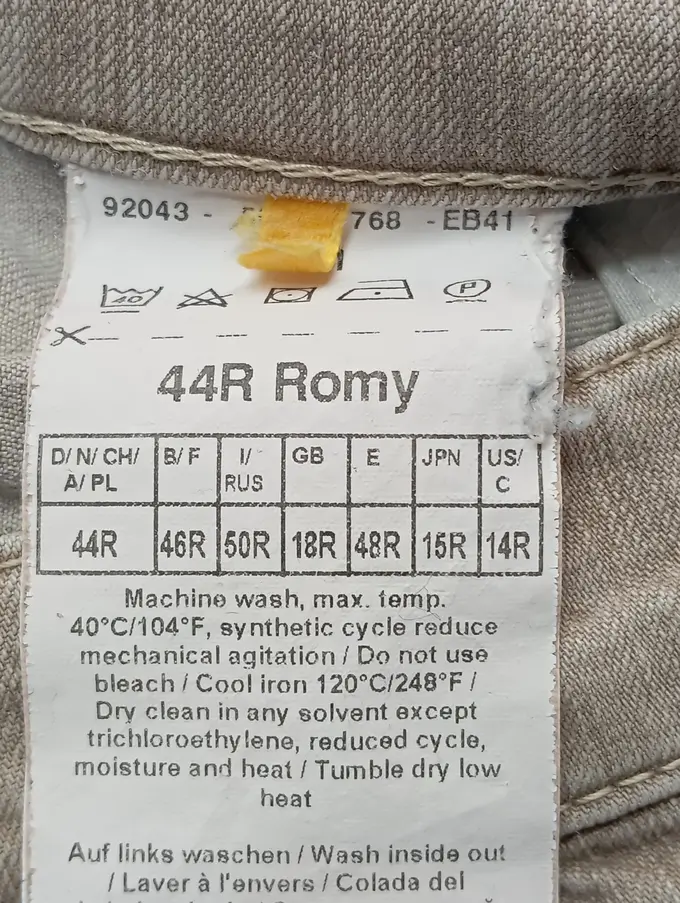 92043 - 768 - EB41
40 P
44R Romy
D/ N/ CH/ A/ PL B/ F I/ RUS GB E JPN US/ C
44R 46R 50R 18R 48R 15R 14R
Machine wash, max. temp.
40°C/104°F, synthetic cycle reduce
mechanical agitation / Do not use
bleach / Cool iron 120°C/248°F /
Dry clean in any solvent except
trichloroethylene, reduced cycle,
moisture and heat / Tumble dry low
heat
Auf links waschen / Wash inside out
/ Laver à l'envers / Colada del